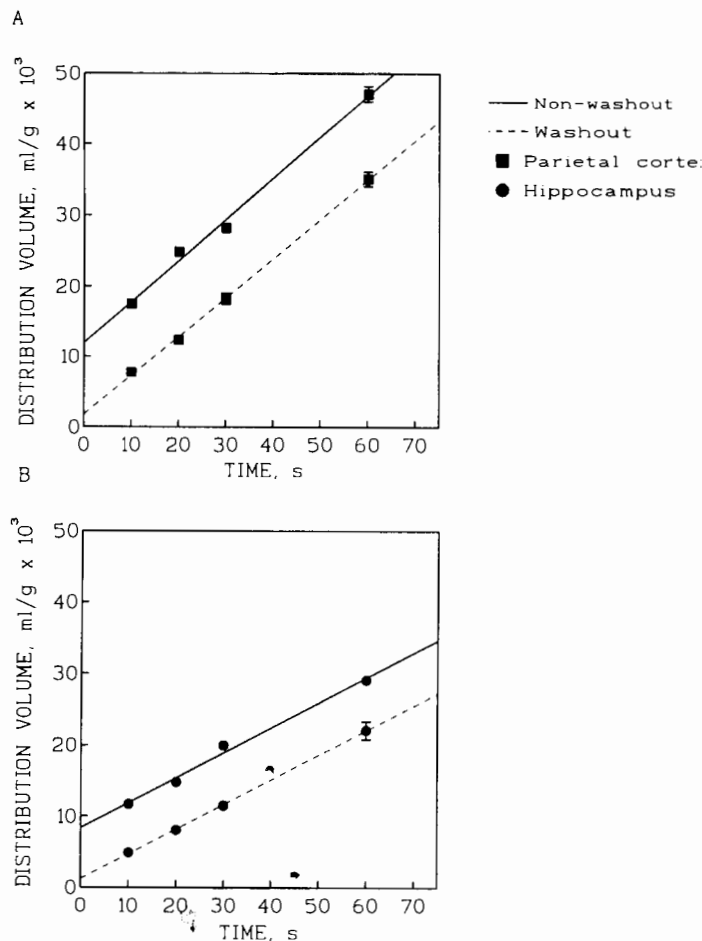 A
DISTRIBUTION VOLUME, ml/g x 10³
50
40
30
20
10
0
0 10 20 30 40 50 60 70
TIME, s
Non-washout
Washout
Parietal corte
Hippocampus
B
DISTRIBUTION VOLUME, ml/g x 10³
50
40
30
20
10
0
0 10 20 30 40 50 60 70
TIME, s